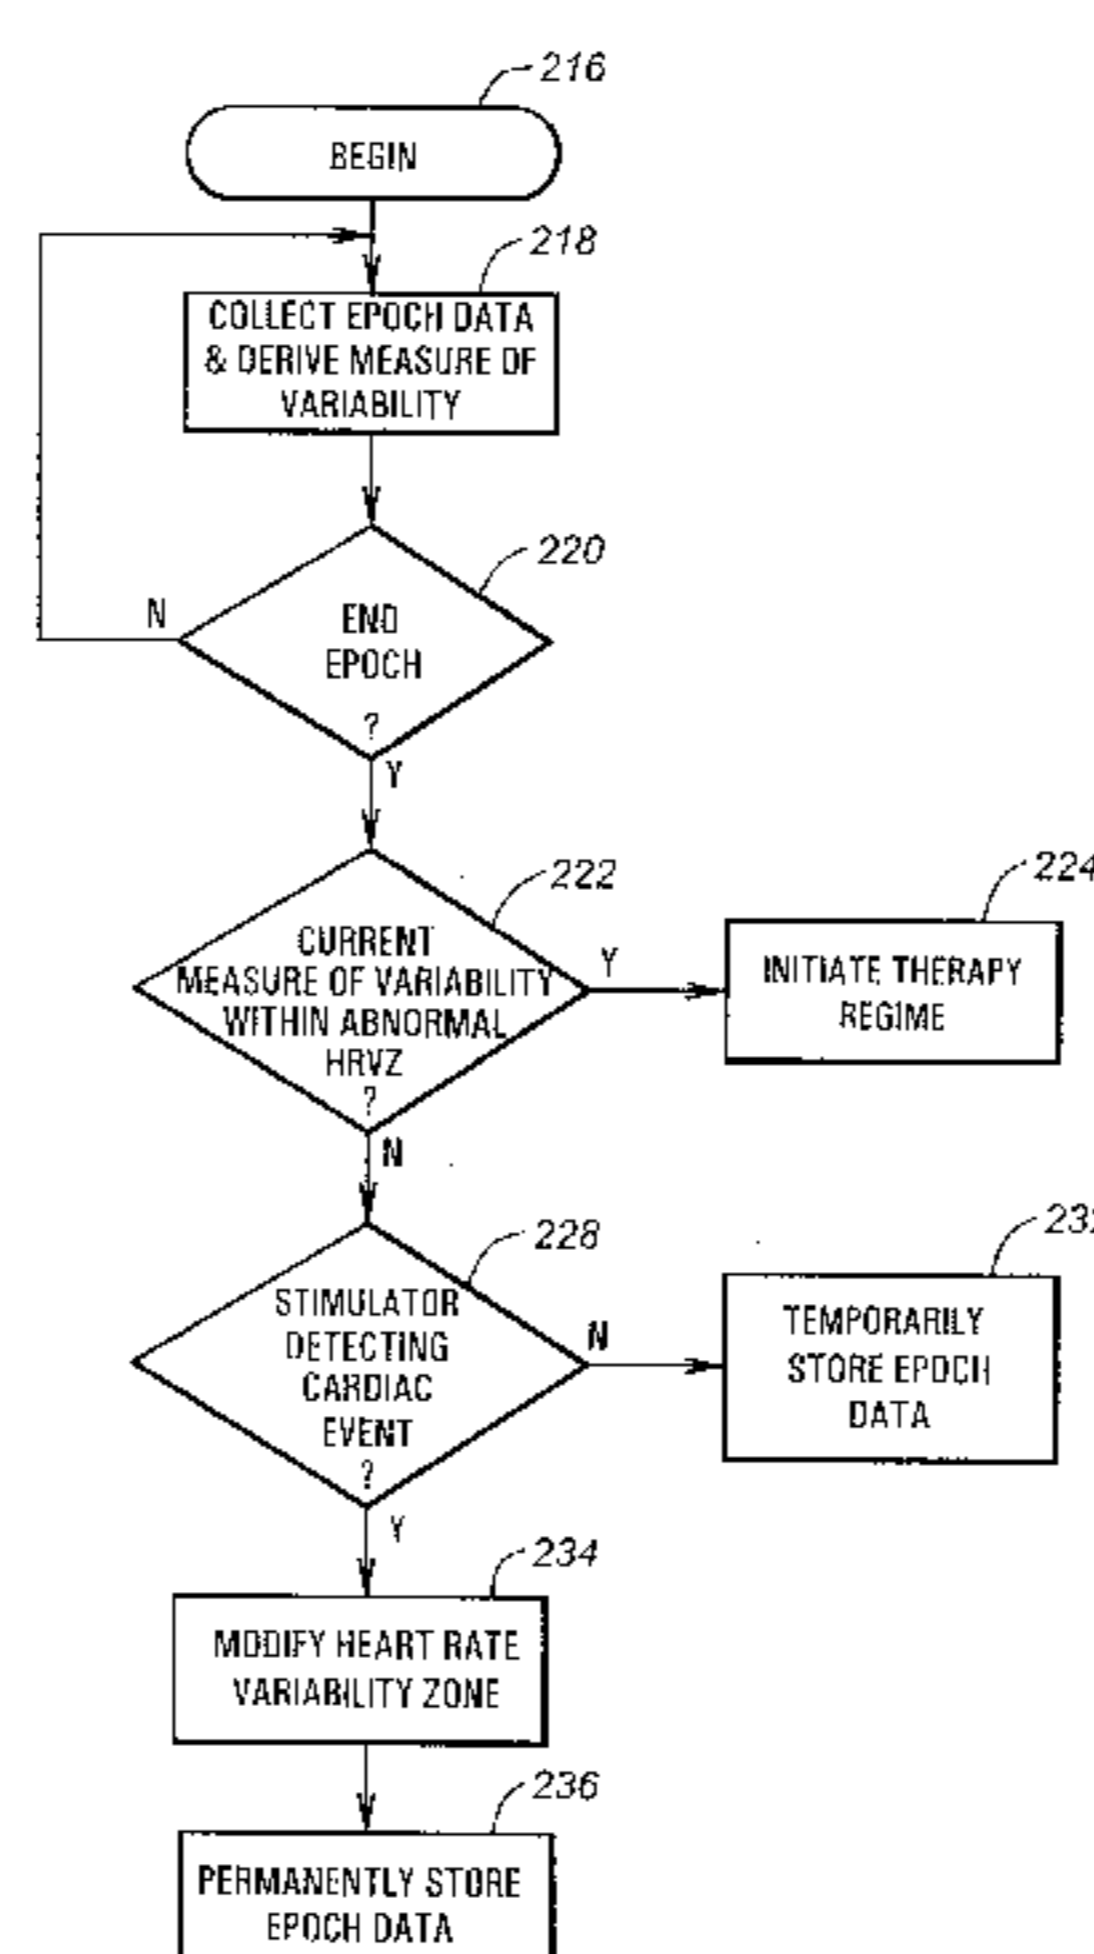 216
BEGIN
218
COLLECT EPOCH DATA
& DERIVE MEASURE OF
VARIABILITY
220
N
END
EPOCH
?
Y
222
224
CURRENT
MEASURE OF VARIABILITY
WITHIN ABNORMAL
HRVZ
?
Y
INITIATE THERAPY
REGIME
N
228
232
STIMULATOR
DETECTING
CARDIAC
EVENT
?
N
TEMPORARILY
STORE EPOCH
DATA
Y
234
MODIFY HEART RATE
VARIABILITY ZONE
236
PERMANENTLY STORE
EPOCH DATA